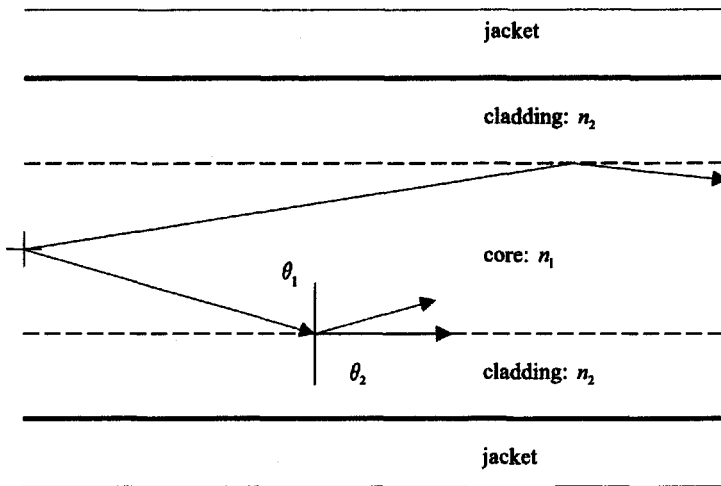 jacket
cladding: n₂
core: n₁
θ₁
θ₂
cladding: n₂
jacket